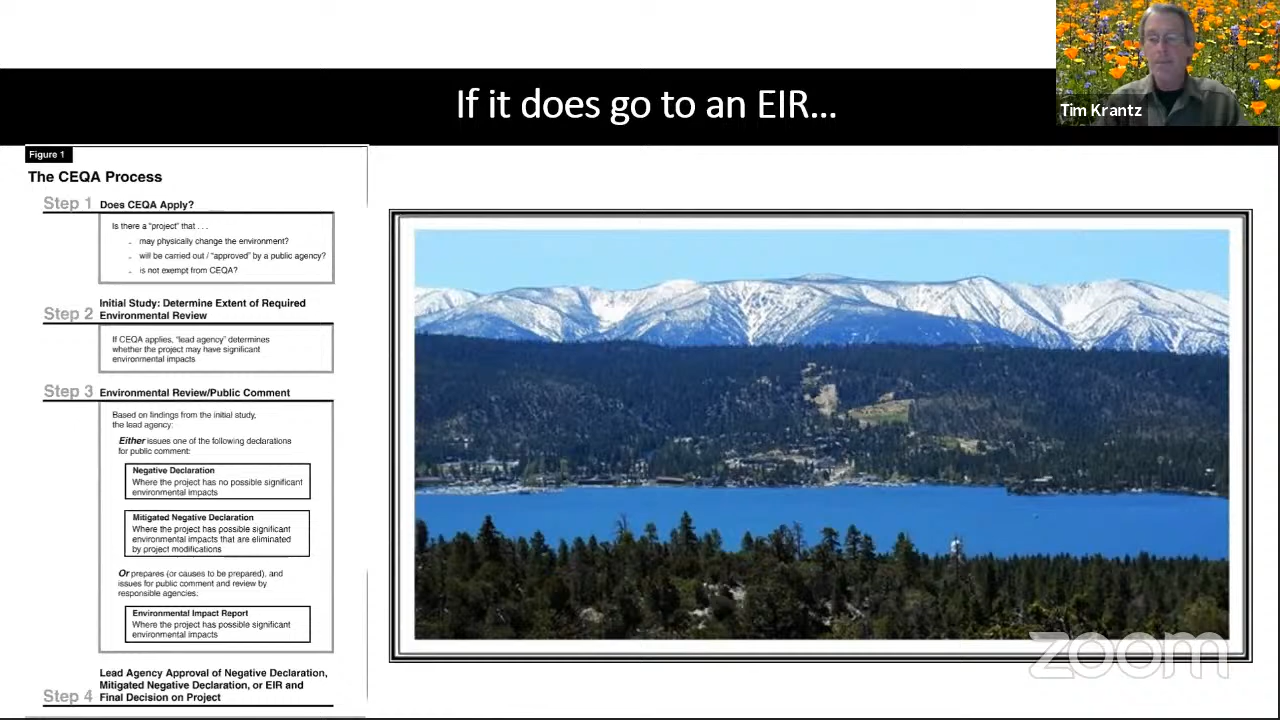 If it does go to an EIR...
Tim Krantz
Figure 1
The CEQA Process
Step 1 Does CEQA Apply?
Is there a "project" that . . .
- may physically change the environment?
- will be carried out / "approved" by a public agency?
- is not exempt from CEQA?
Step 2 Initial Study: Determine Extent of Required
Environmental Review
If CEQA applies, "lead agency" determines
whether the project may have significant
environmental impacts
Step 3 Environmental Review/Public Comment
Based on findings from the initial study,
the lead agency:
Either issues one of the following declarations
for public comment:
Negative Declaration
Where the project has no possible significant
environmental impacts
Mitigated Negative Declaration
Where the project has possible significant
environmental impacts that are eliminated
by project modifications
Or prepares (or causes to be prepared), and
issues for public comment and review by
responsible agencies:
Environmental Impact Report
Where the project has possible significant
environmental impacts
Step 4 Lead Agency Approval of Negative Declaration,
Mitigated Negative Declaration, or EIR and
Final Decision on Project
zoom